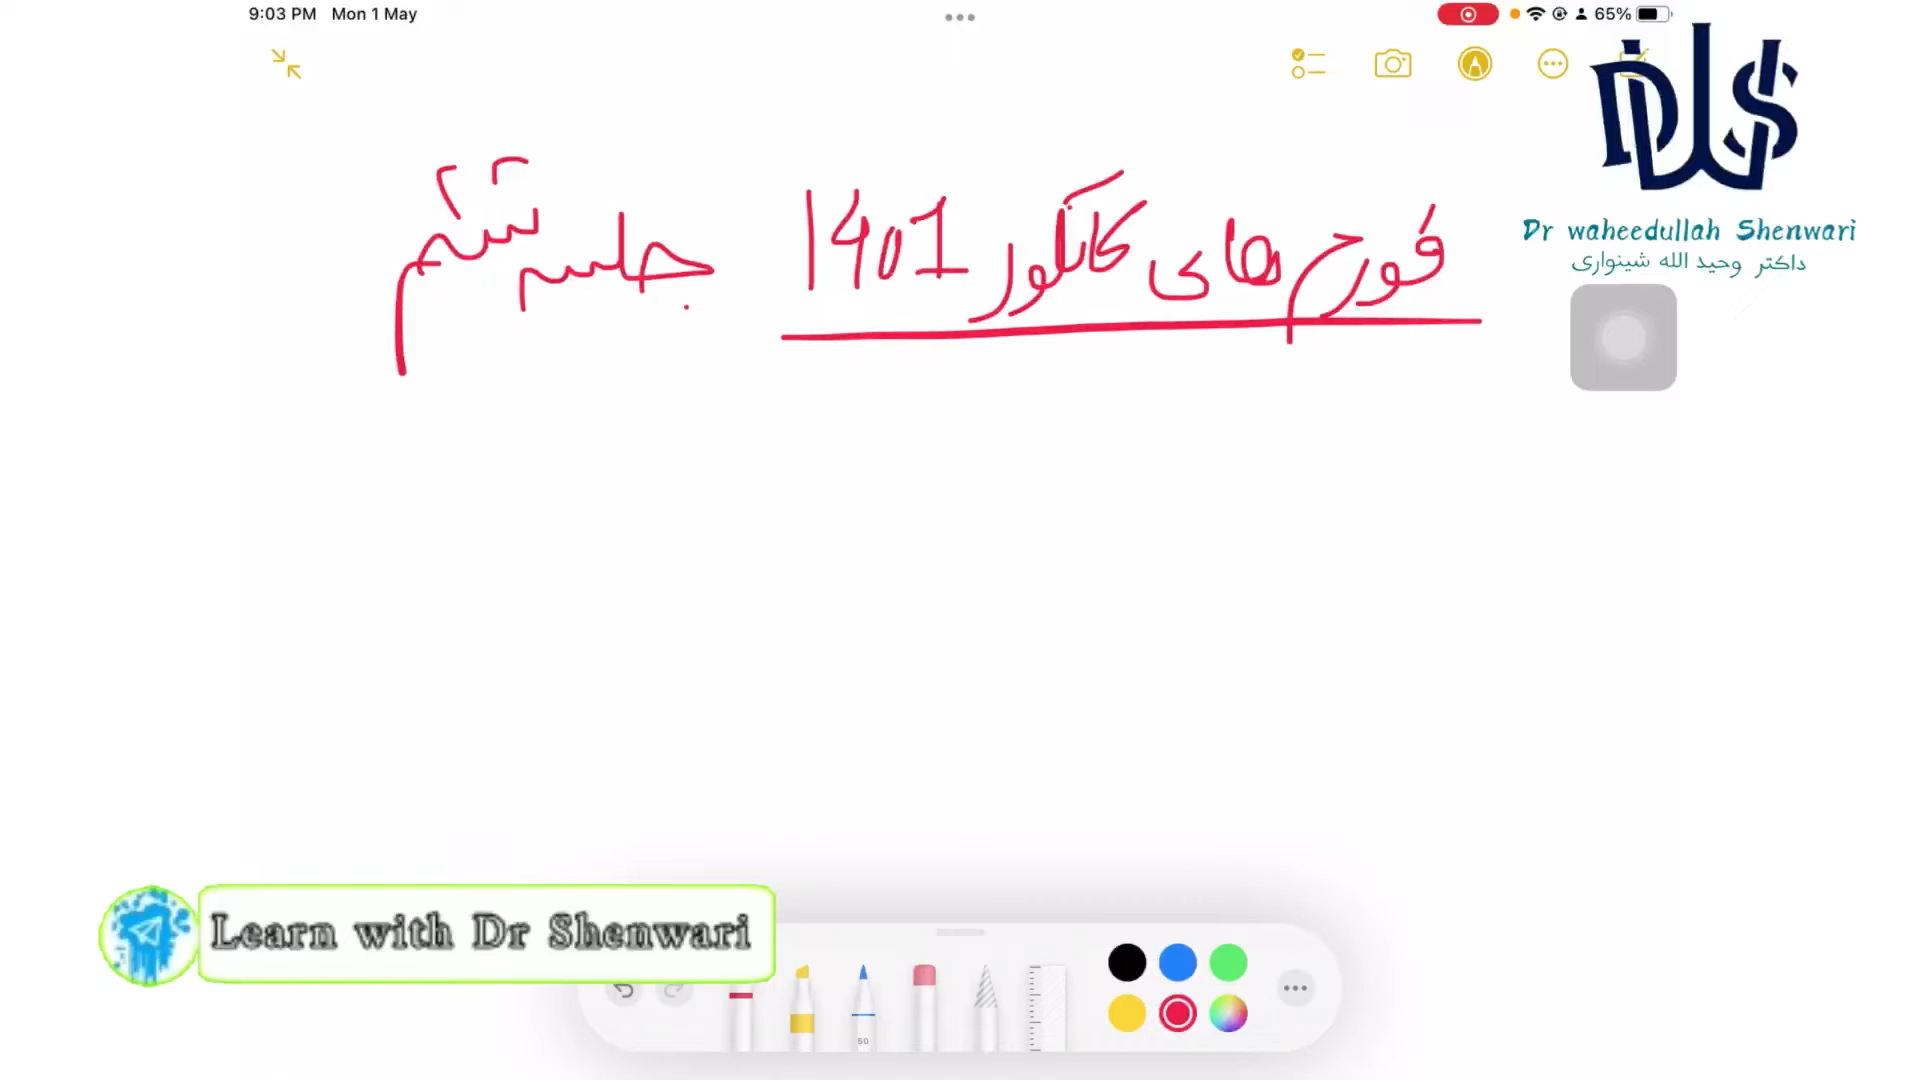 9:03 PM Mon 1 May
65%
فورم های کانکور 1401 جلسه
Dr waheedullah Shenwari
داکتر وحید الله شینواری
Learn with Dr Shenwari
50